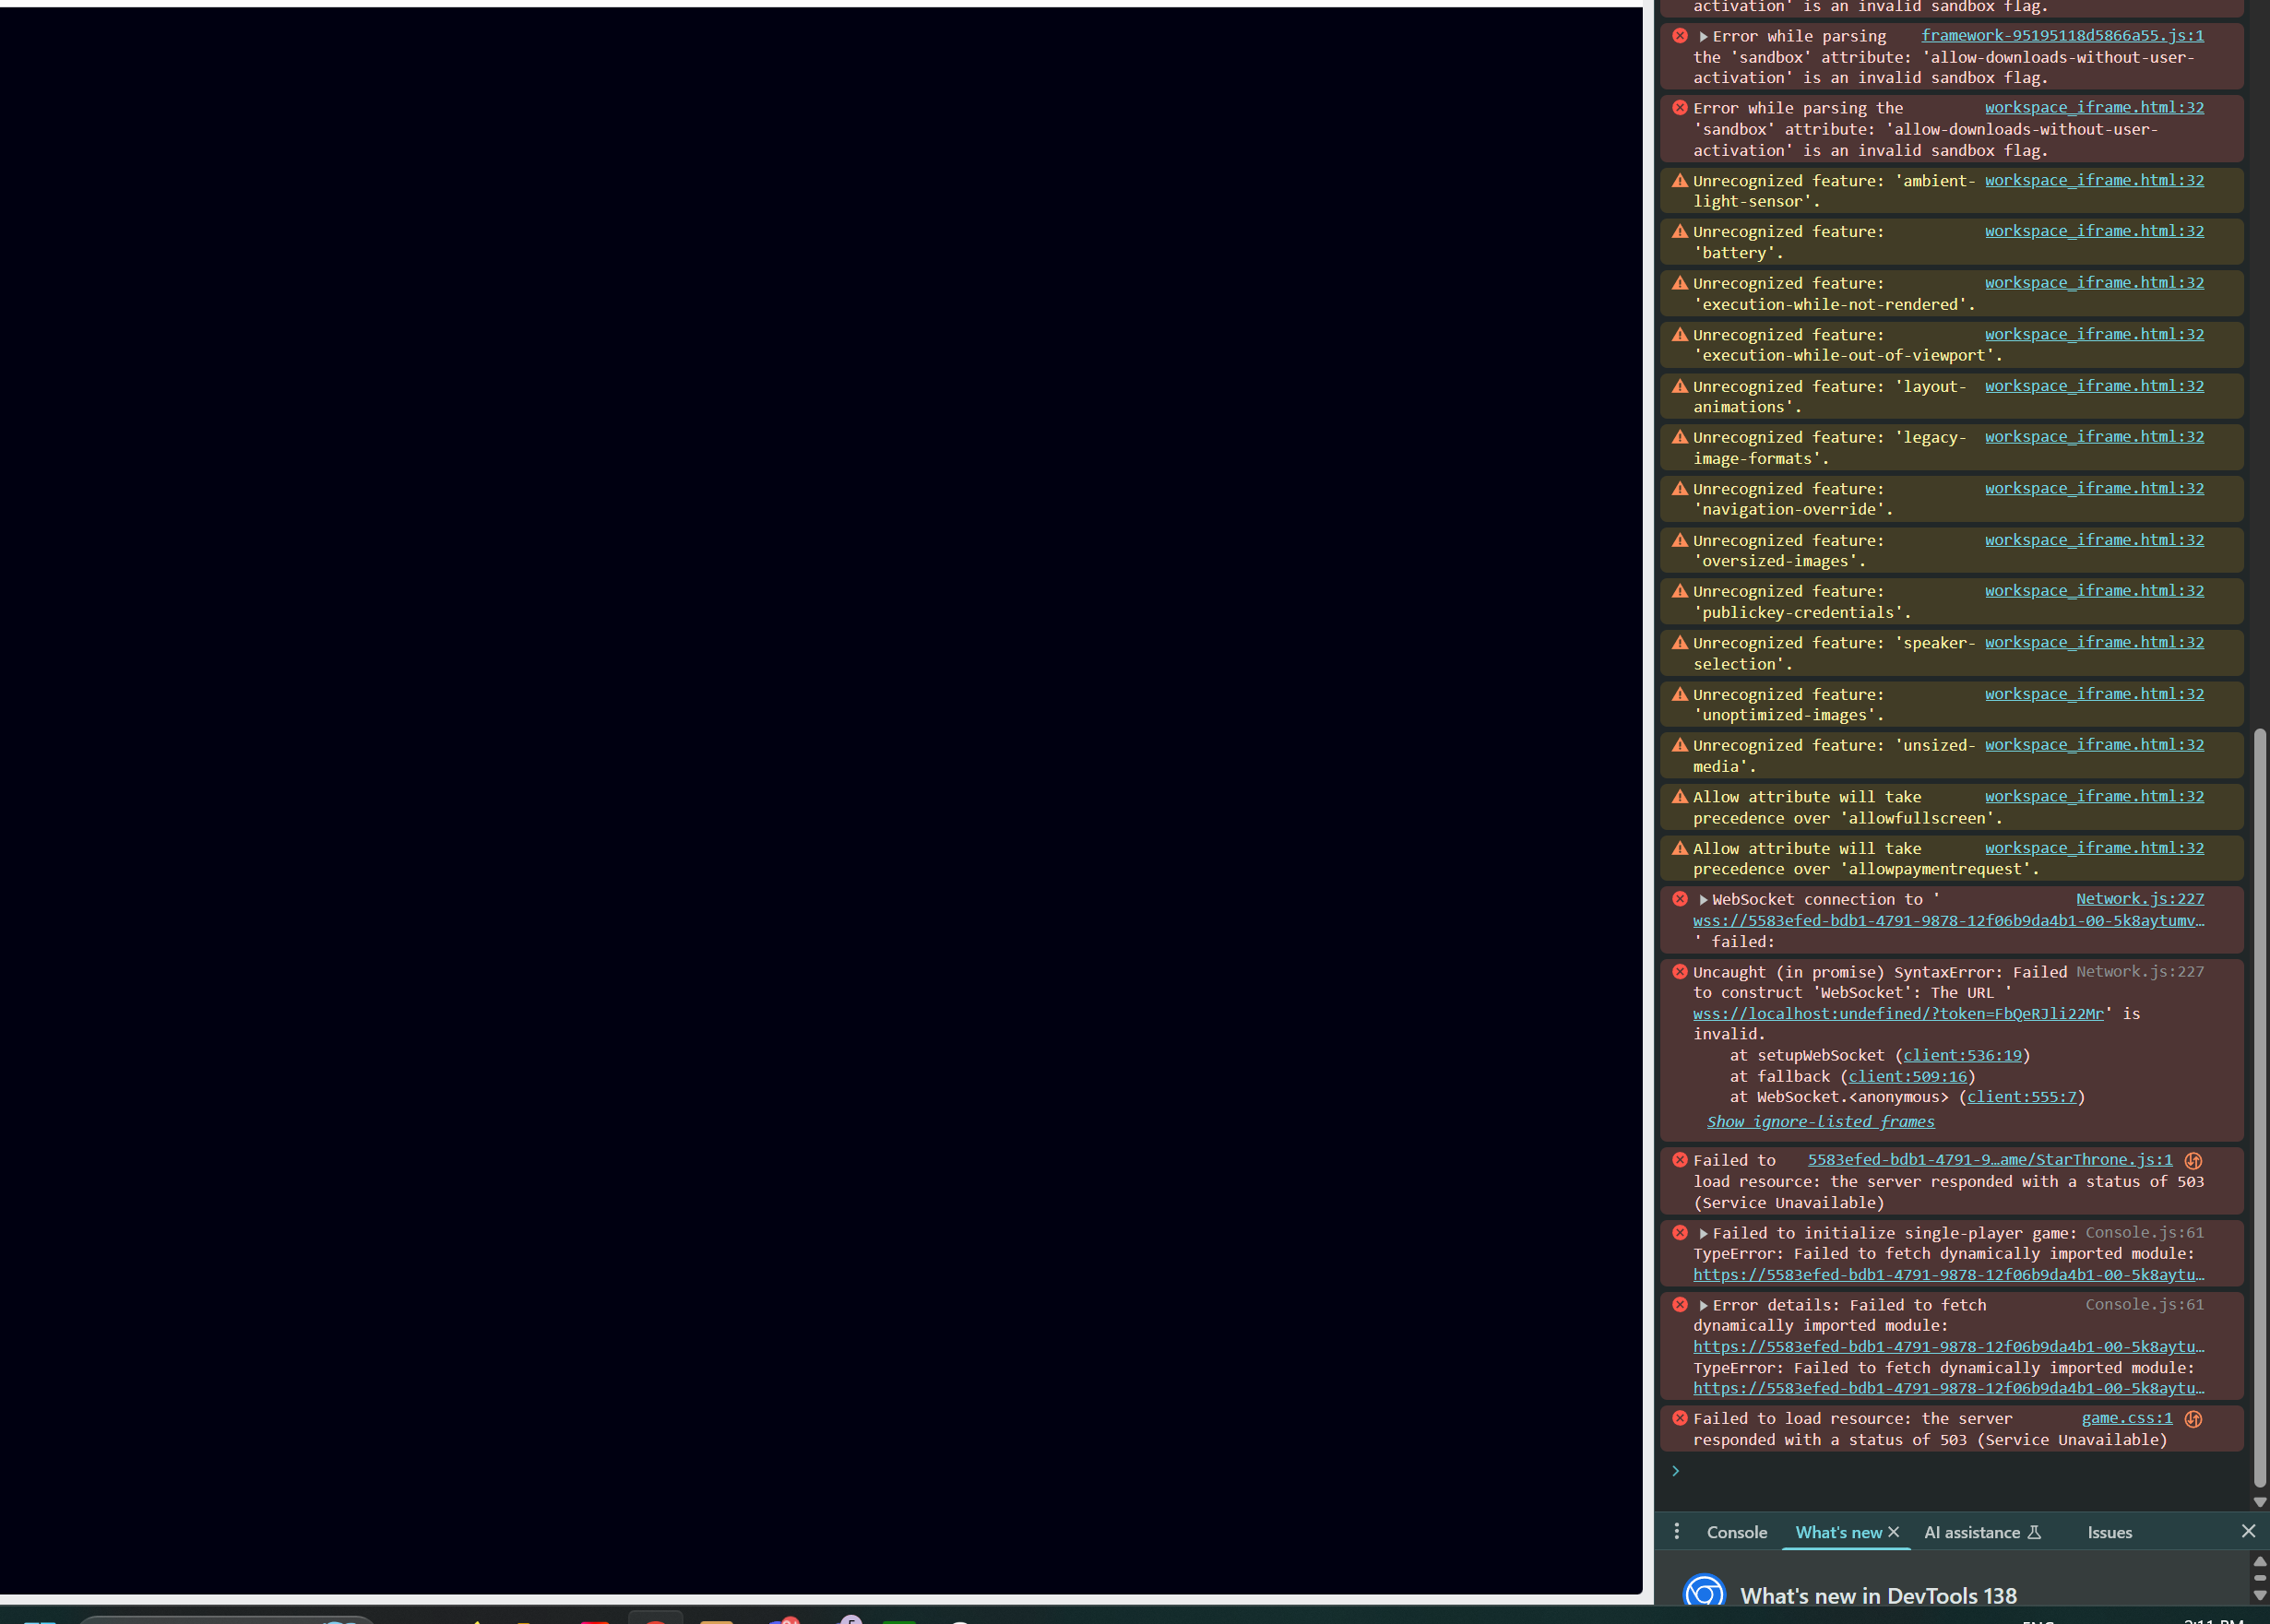 activation' is an invalid sandbox flag.
Error while parsing framework-95195118d5866a55.js:1
the 'sandbox' attribute: 'allow-downloads-without-user-
activation' is an invalid sandbox flag.
Error while parsing the workspace_iframe.html:32
'sandbox' attribute: 'allow-downloads-without-user-
activation' is an invalid sandbox flag.
Unrecognized feature: 'ambient- workspace_iframe.html:32
light-sensor'.
Unrecognized feature: workspace_iframe.html:32
'battery'.
Unrecognized feature: workspace_iframe.html:32
'execution-while-not-rendered'.
Unrecognized feature: workspace_iframe.html:32
'execution-while-out-of-viewport'.
Unrecognized feature: 'layout- workspace_iframe.html:32
animations'.
Unrecognized feature: 'legacy- workspace_iframe.html:32
image-formats'.
Unrecognized feature: workspace_iframe.html:32
'navigation-override'.
Unrecognized feature: workspace_iframe.html:32
'oversized-images'.
Unrecognized feature: workspace_iframe.html:32
'publickey-credentials'.
Unrecognized feature: 'speaker- workspace_iframe.html:32
selection'.
Unrecognized feature: workspace_iframe.html:32
'unoptimized-images'.
Unrecognized feature: 'unsized- workspace_iframe.html:32
media'.
Allow attribute will take workspace_iframe.html:32
precedence over 'allowfullscreen'.
Allow attribute will take workspace_iframe.html:32
precedence over 'allowpaymentrequest'.
WebSocket connection to ' Network.js:227
wss://5583efed-bdb1-4791-9878-12f06b9da4b1-00-5k8aytumv…
' failed:
Uncaught (in promise) SyntaxError: Failed Network.js:227
to construct 'WebSocket': The URL '
wss://localhost:undefined/?token=FbQeRJli22Mr' is
invalid.
at setupWebSocket (client:536:19)
at fallback (client:509:16)
at WebSocket.<anonymous> (client:555:7)
Show ignore-listed frames
Failed to 5583efed-bdb1-4791-9…ame/StarThrone.js:1
load resource: the server responded with a status of 503
(Service Unavailable)
Failed to initialize single-player game: Console.js:61
TypeError: Failed to fetch dynamically imported module:
https://5583efed-bdb1-4791-9878-12f06b9da4b1-00-5k8aytu…
Error details: Failed to fetch Console.js:61
dynamically imported module:
https://5583efed-bdb1-4791-9878-12f06b9da4b1-00-5k8aytu…
TypeError: Failed to fetch dynamically imported module:
https://5583efed-bdb1-4791-9878-12f06b9da4b1-00-5k8aytu…
Failed to load resource: the server game.css:1
responded with a status of 503 (Service Unavailable)
Console What's new AI assistance Issues
What's new in DevTools 138